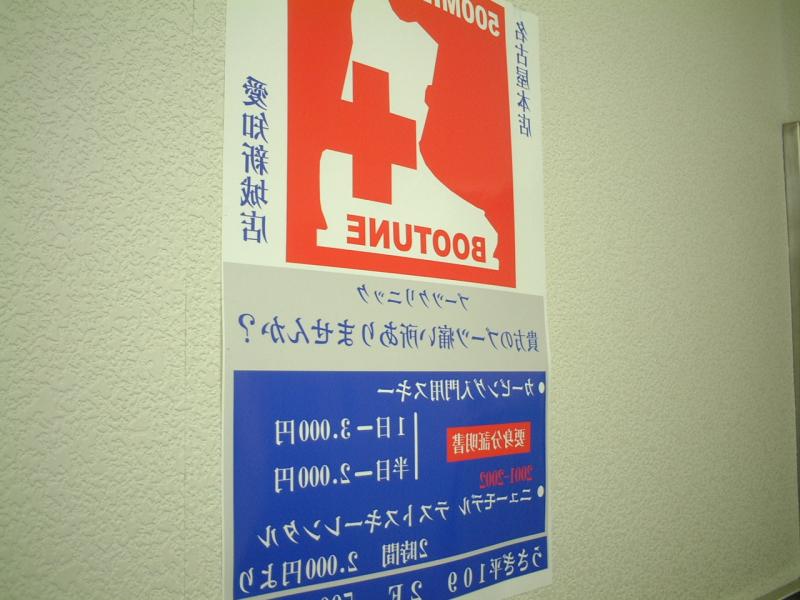 500MI
名古屋本店
愛知新城店
BOOTUNE
ブーツクリニック
貴方のブーツ痛い所ありませんか?
●カービング入門用スキー
要身分証明書
1日ー3.000円
半日ー2.000円
2001-2002
●ニューモデル テストスキーレンタル
2時間 2.000円より
うさぎ平109 2F